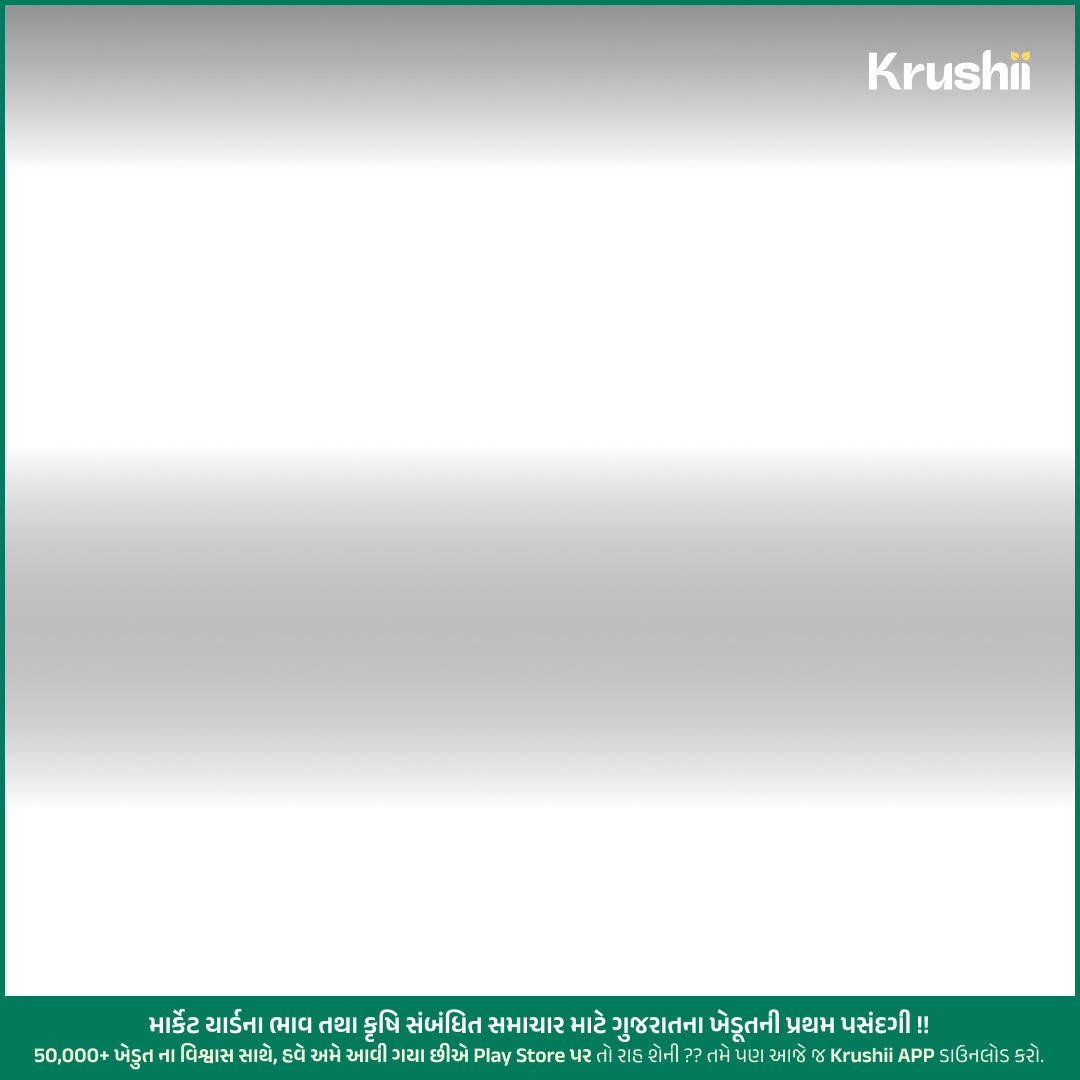 Krushii
માર્કેટ યાર્ડના ભાવ તથા કૃષિ સંબંધિત સમાચાર માટે ગુજરાતના ખેડૂતની પ્રથમ પસંદગી !!
50,000+ ખેડુત ના વિશ્વાસ સાથે, હવે અમે આવી ગયા છીએ Play Store પર તો રાહ શેની ?? તમે પણ આજે જ Krushii APP ડાઉનલોડ કરો.